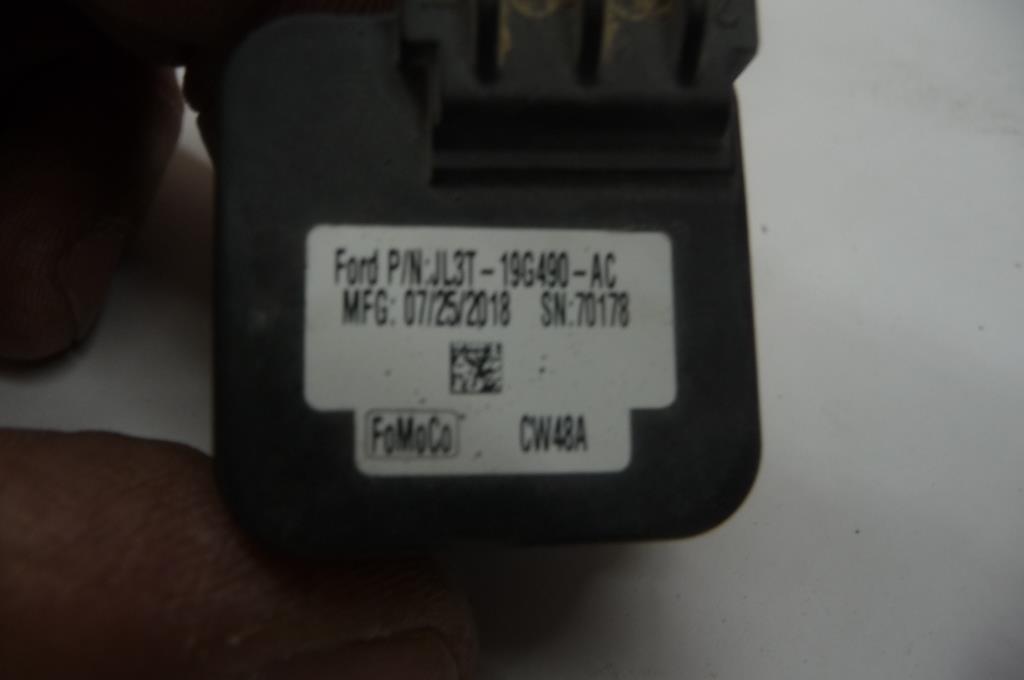 Ford P/N:JL3T-19G490-AC
MFG: 07/25/2018 SN:70178
FoMoCo CW48A